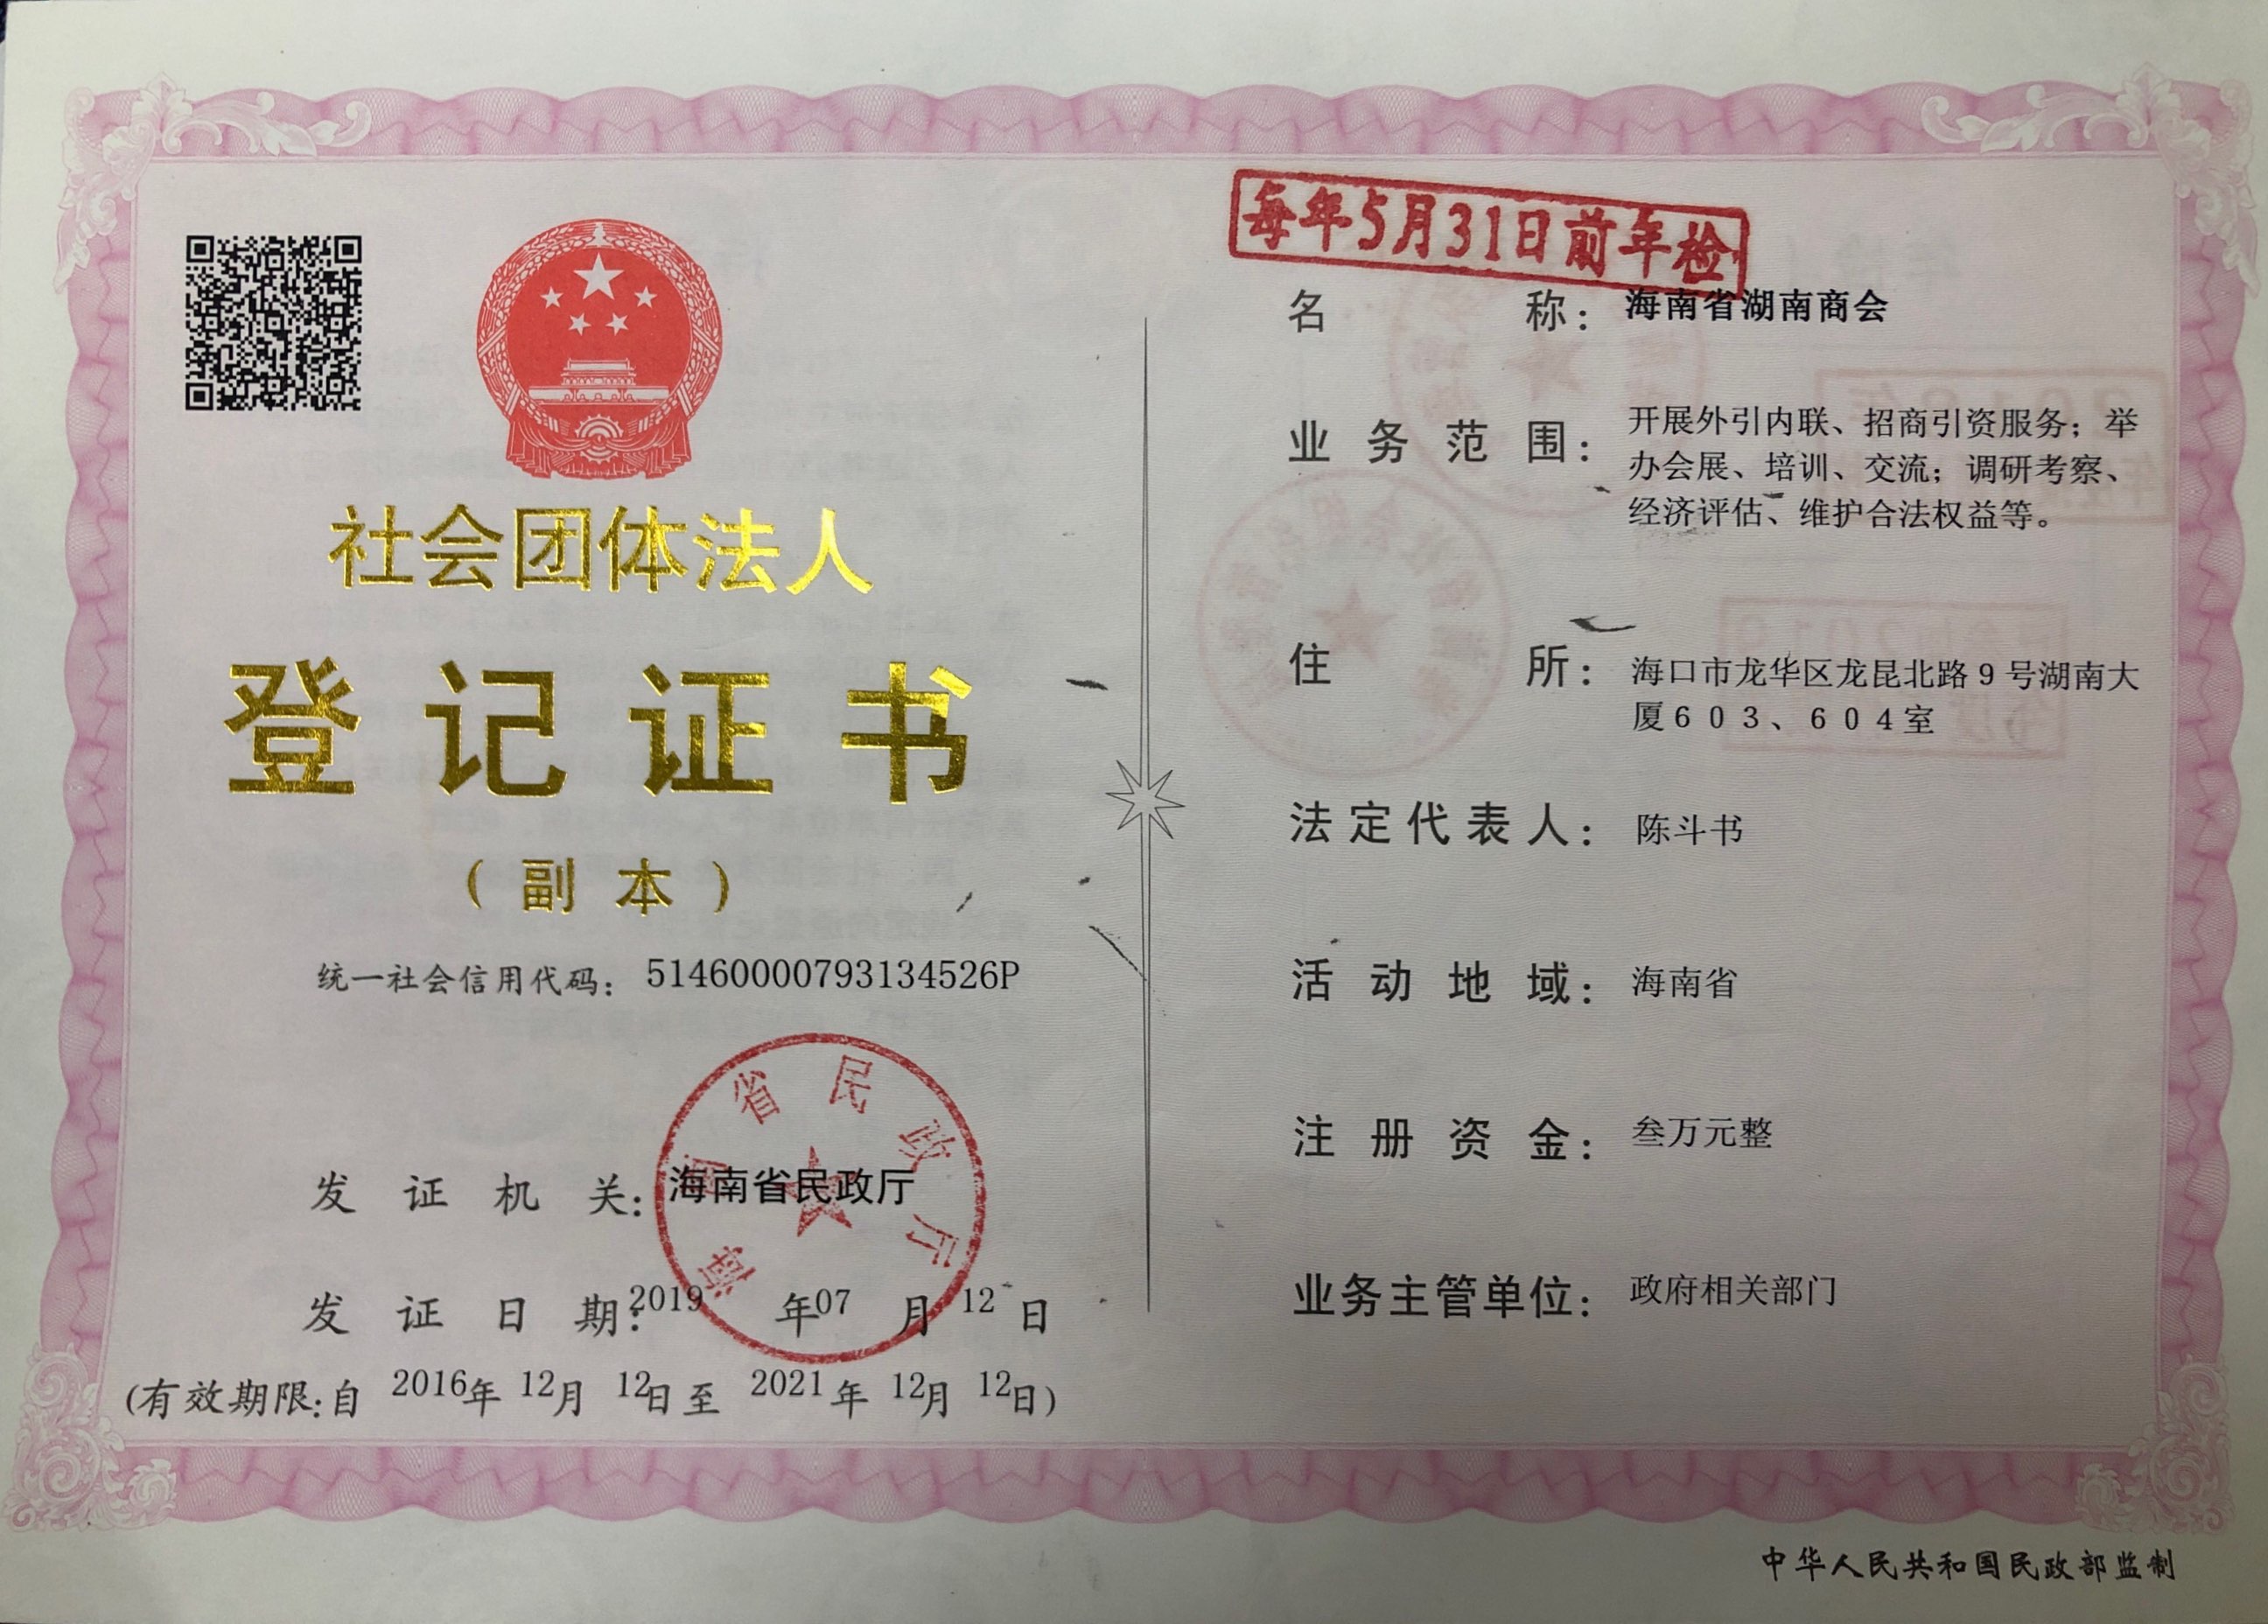 社会团体法人
登记证书
（副本）
统一社会信用代码：51460000793134526P
发证机关：海南省民政厅
海南省民政厅
发证日期：2019年07月12日
（有效期限：自2016年12月12日至2021年12月12日）
每年5月31日前年检
名称：海南省湖南商会
业务范围：开展外引内联、招商引资服务；举
办会展、培训、交流；调研考察、
经济评估、维护合法权益等。
住所：海口市龙华区龙昆北路9号湖南大
厦603、604室
法定代表人：陈斗书
活动地域：海南省
注册资金：叁万元整
业务主管单位：政府相关部门
中华人民共和国民政部监制